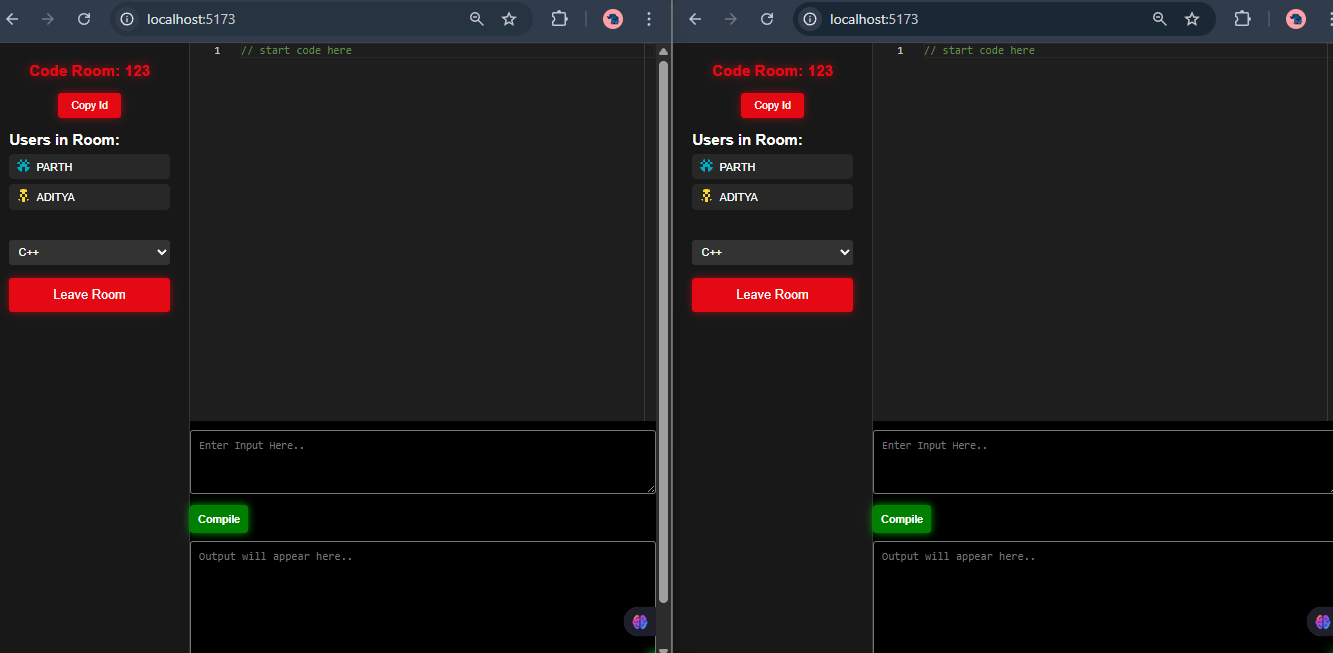 localhost:5173
Code Room: 123
Copy Id
Users in Room:
PARTH
ADITYA
C++
Leave Room
1 // start code here
Enter Input Here..
Compile
Output will appear here..
localhost:5173
Code Room: 123
Copy Id
Users in Room:
PARTH
ADITYA
C++
Leave Room
1 // start code here
Enter Input Here..
Compile
Output will appear here..